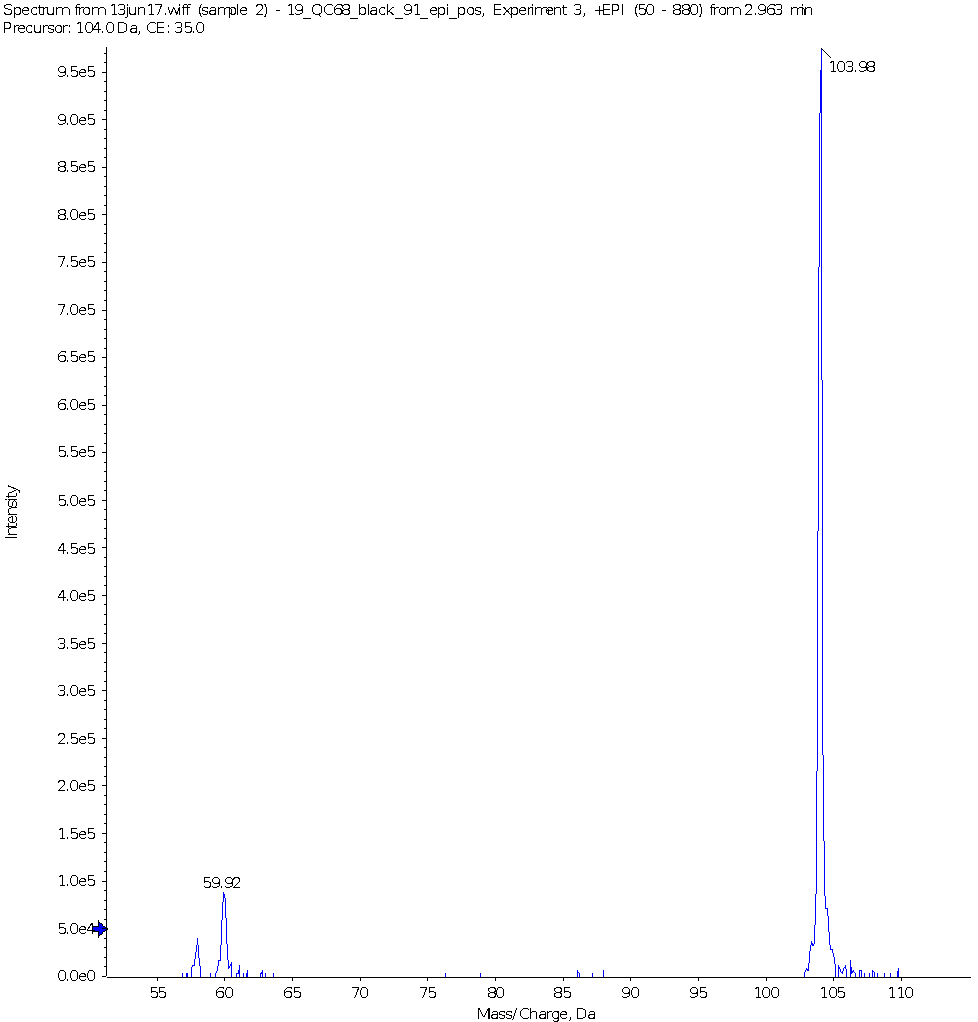 Spectrum from 13jun17.wiff (sample 2) - 19_QC68_black_91_epi_pos, Experiment 3, +EPI (50 - 880) from 2.963 min
Precursor: 104.0 Da, CE: 35.0
103.98
9.5e5
9.0e5
8.5e5
8.0e5
7.5e5
7.0e5
6.5e5
6.0e5
5.5e5
5.0e5
4.5e5
4.0e5
3.5e5
3.0e5
2.5e5
2.0e5
1.5e5
1.0e5
5.0e4
0.0e0
Intensity
59.92
55 60 65 70 75 80 85 90 95 100 105 110
Mass/Charge, Da